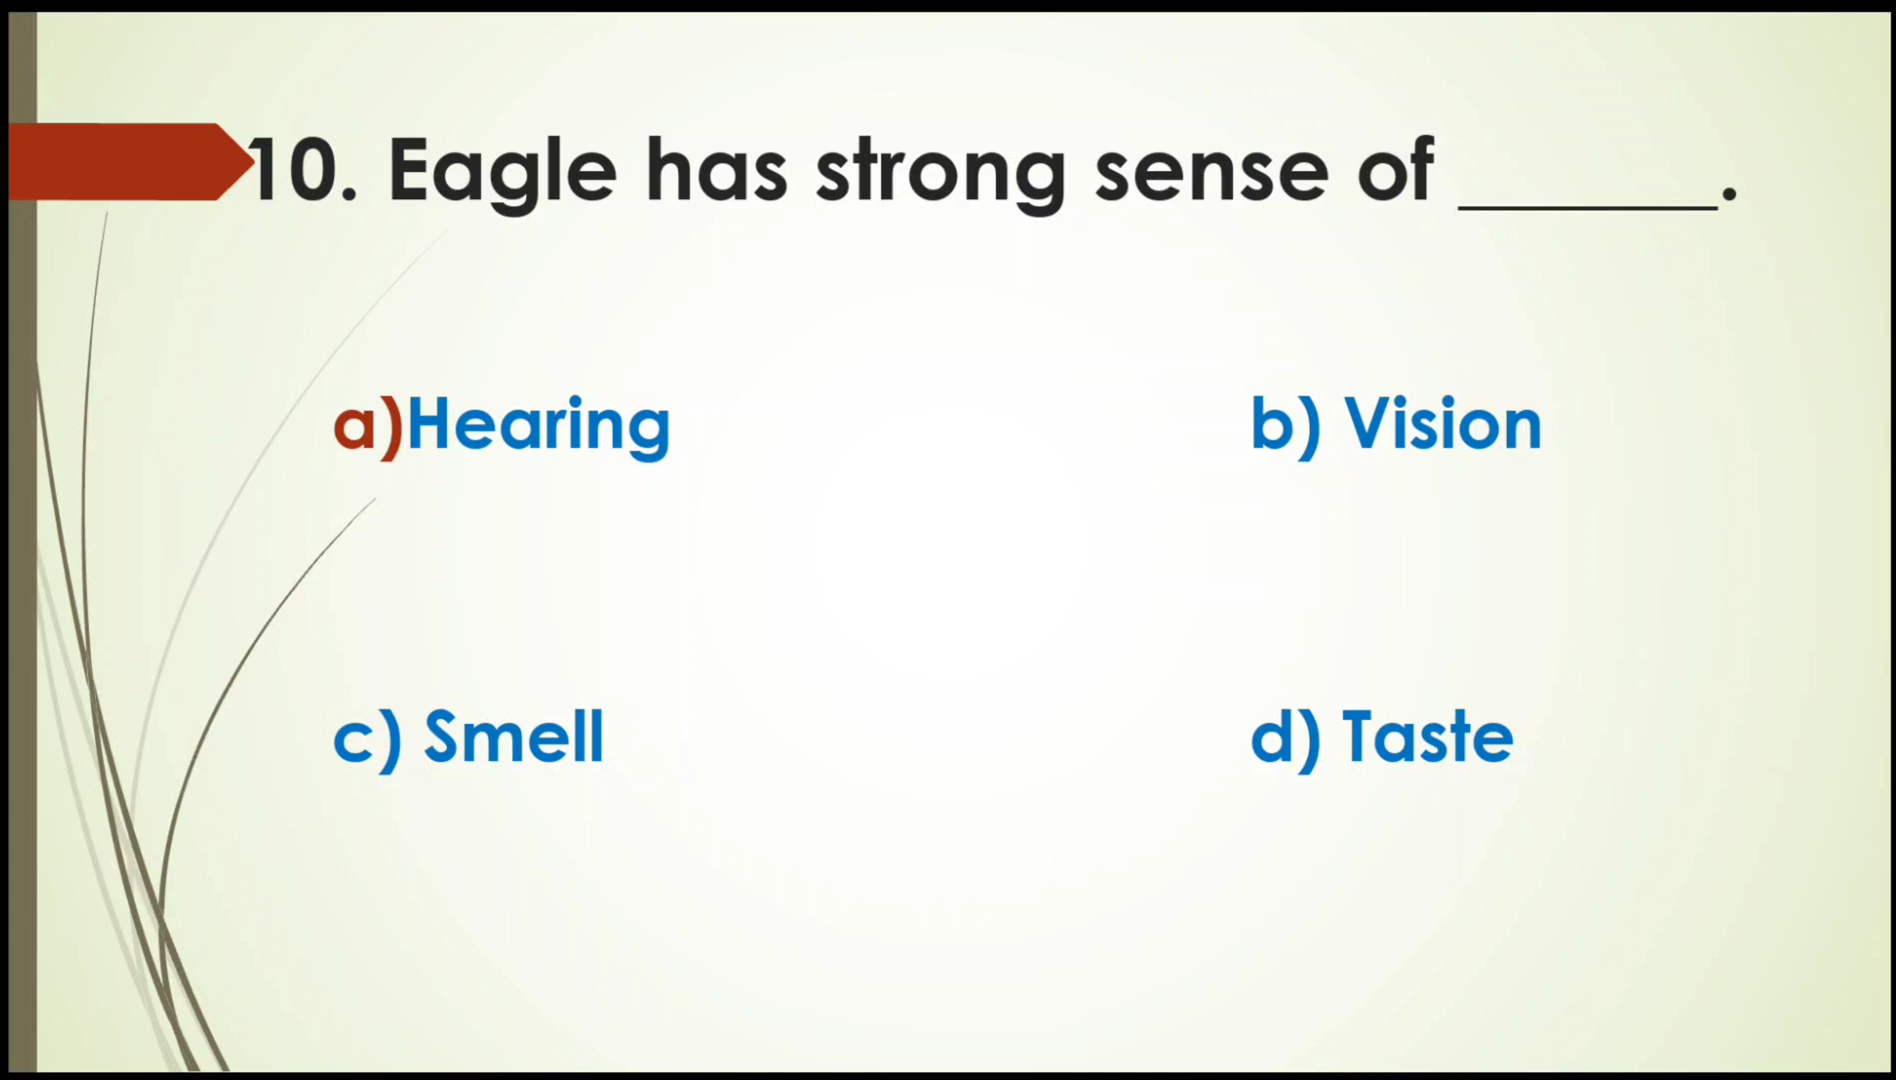 10. Eagle has strong sense of ______.
a)Hearing
b) Vision
c) Smell
d) Taste